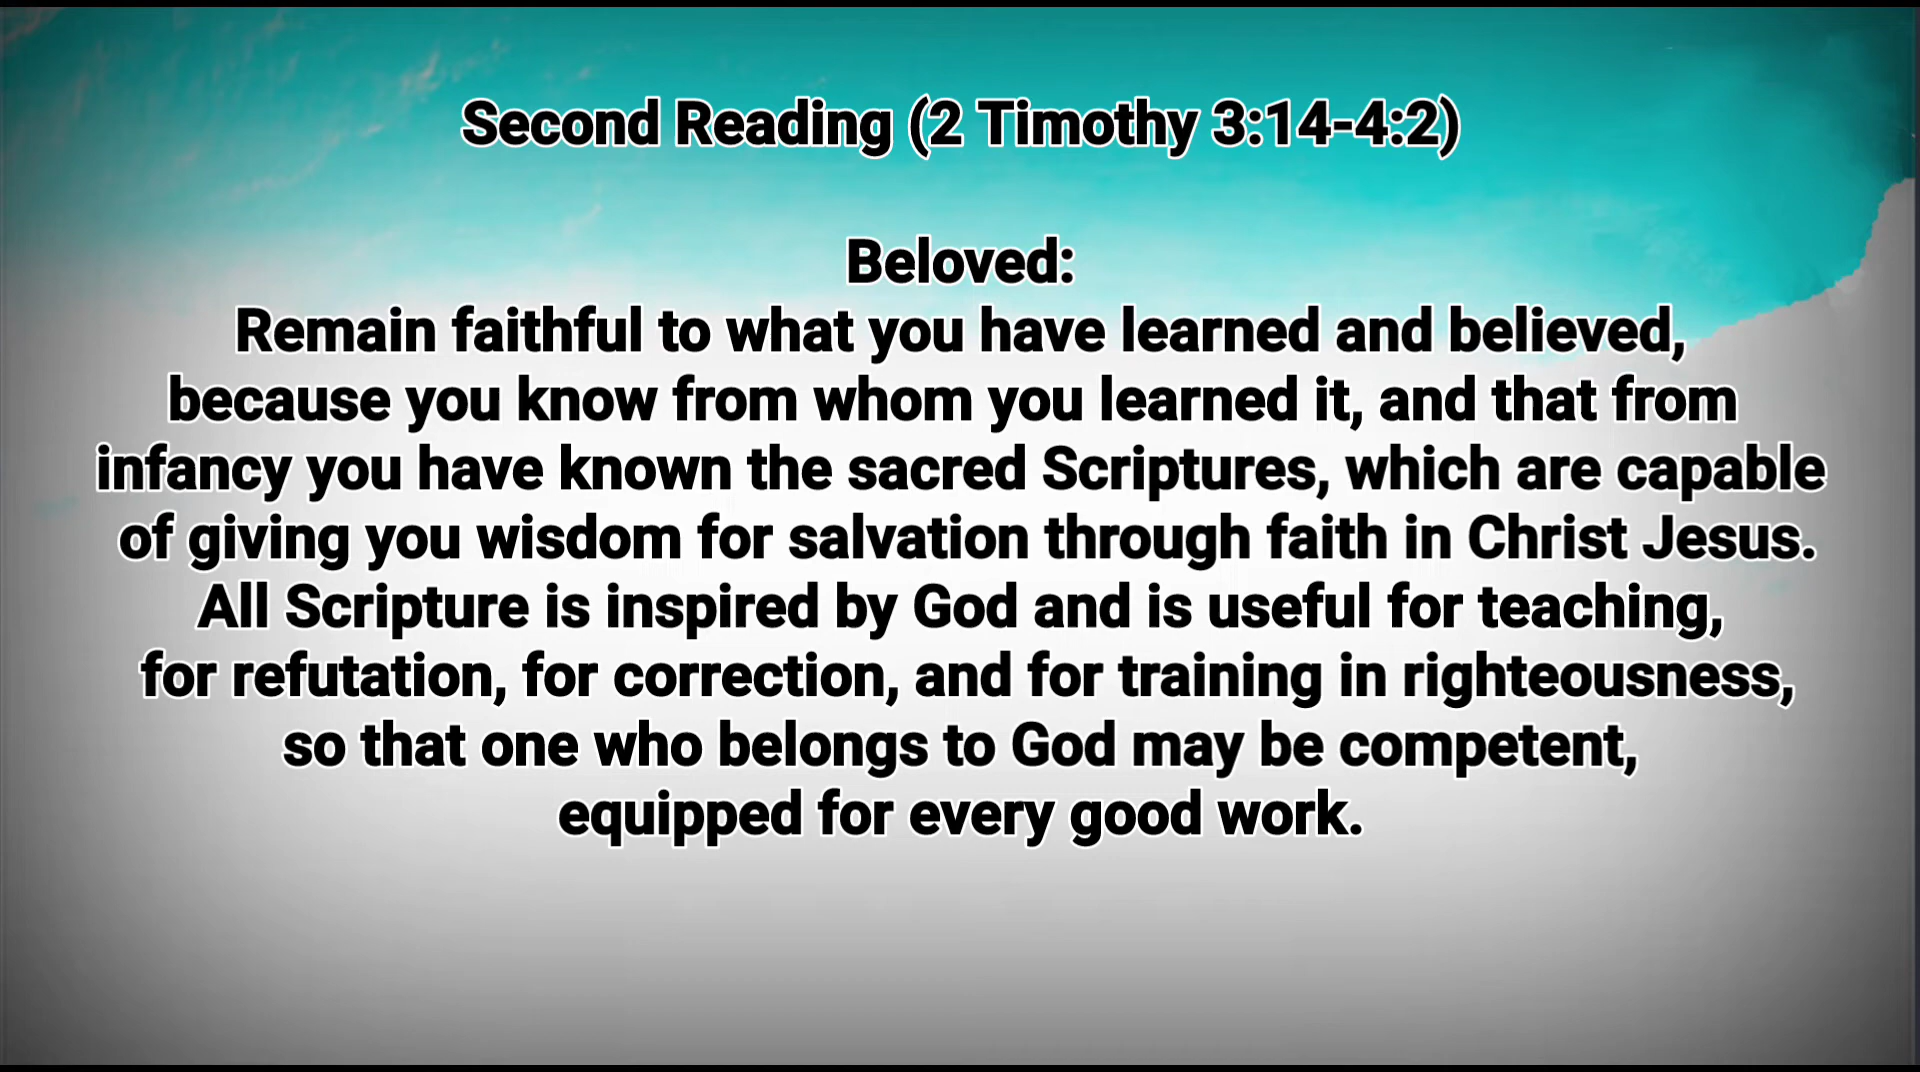 Second Reading (2 Timothy 3:14-4:2)
Beloved:
Remain faithful to what you have learned and believed,
because you know from whom you learned it, and that from
infancy you have known the sacred Scriptures, which are capable
of giving you wisdom for salvation through faith in Christ Jesus.
All Scripture is inspired by God and is useful for teaching,
for refutation, for correction, and for training in righteousness,
so that one who belongs to God may be competent,
equipped for every good work.